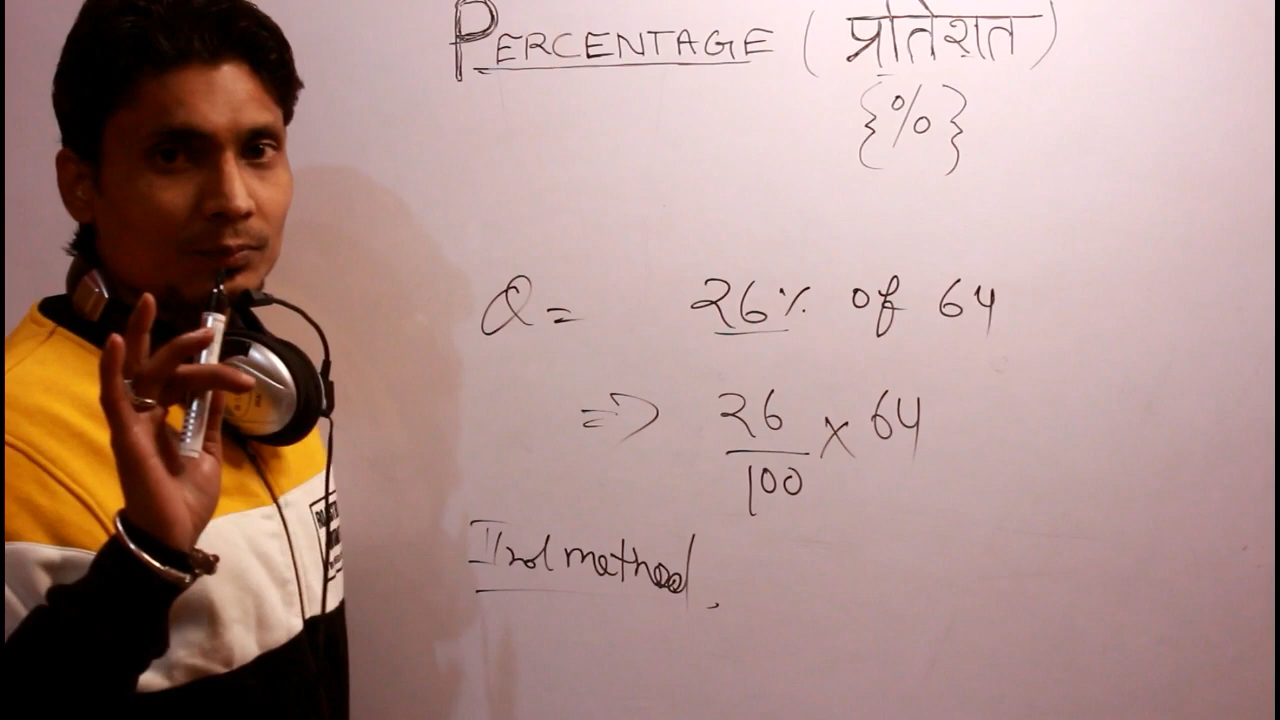 PERCENTAGE (प्रतिशत)
{%}
Q = 26% of 64
=> 26
100 × 64
IInd method,